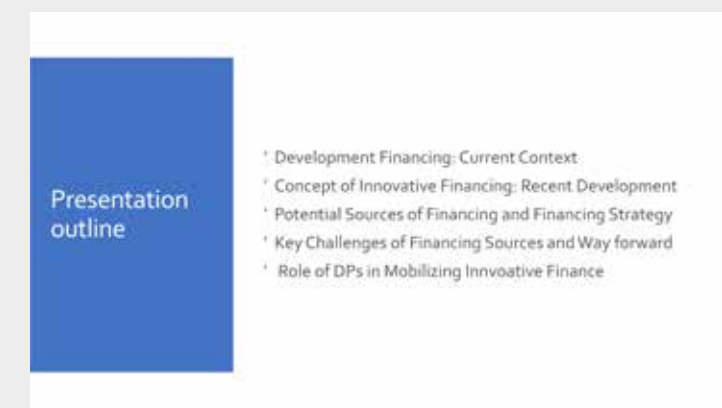 Presentation
outline
Development Financing: Current Context
Concept of Innovative Financing: Recent Development
Potential Sources of Financing and Financing Strategy
Key Challenges of Financing Sources and Way forward
Role of DPs in Mobilizing Innvoative Finance